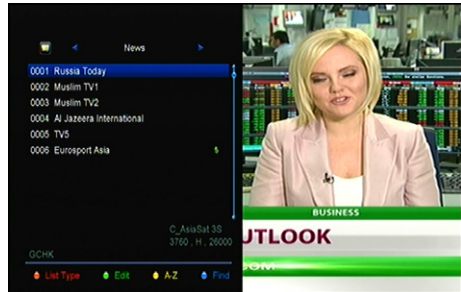 News
0001 Russia Today
0002 Muslim TV1
0003 Muslim TV2
0004 Al Jazeera International
0005 TV5
0006 Eurosport Asia
$
C_AsiaSat 3S
3760 , H , 26000
GCHK
List Type
Edit
A-Z
Find
BUSINESS
UTLOOK
.COM